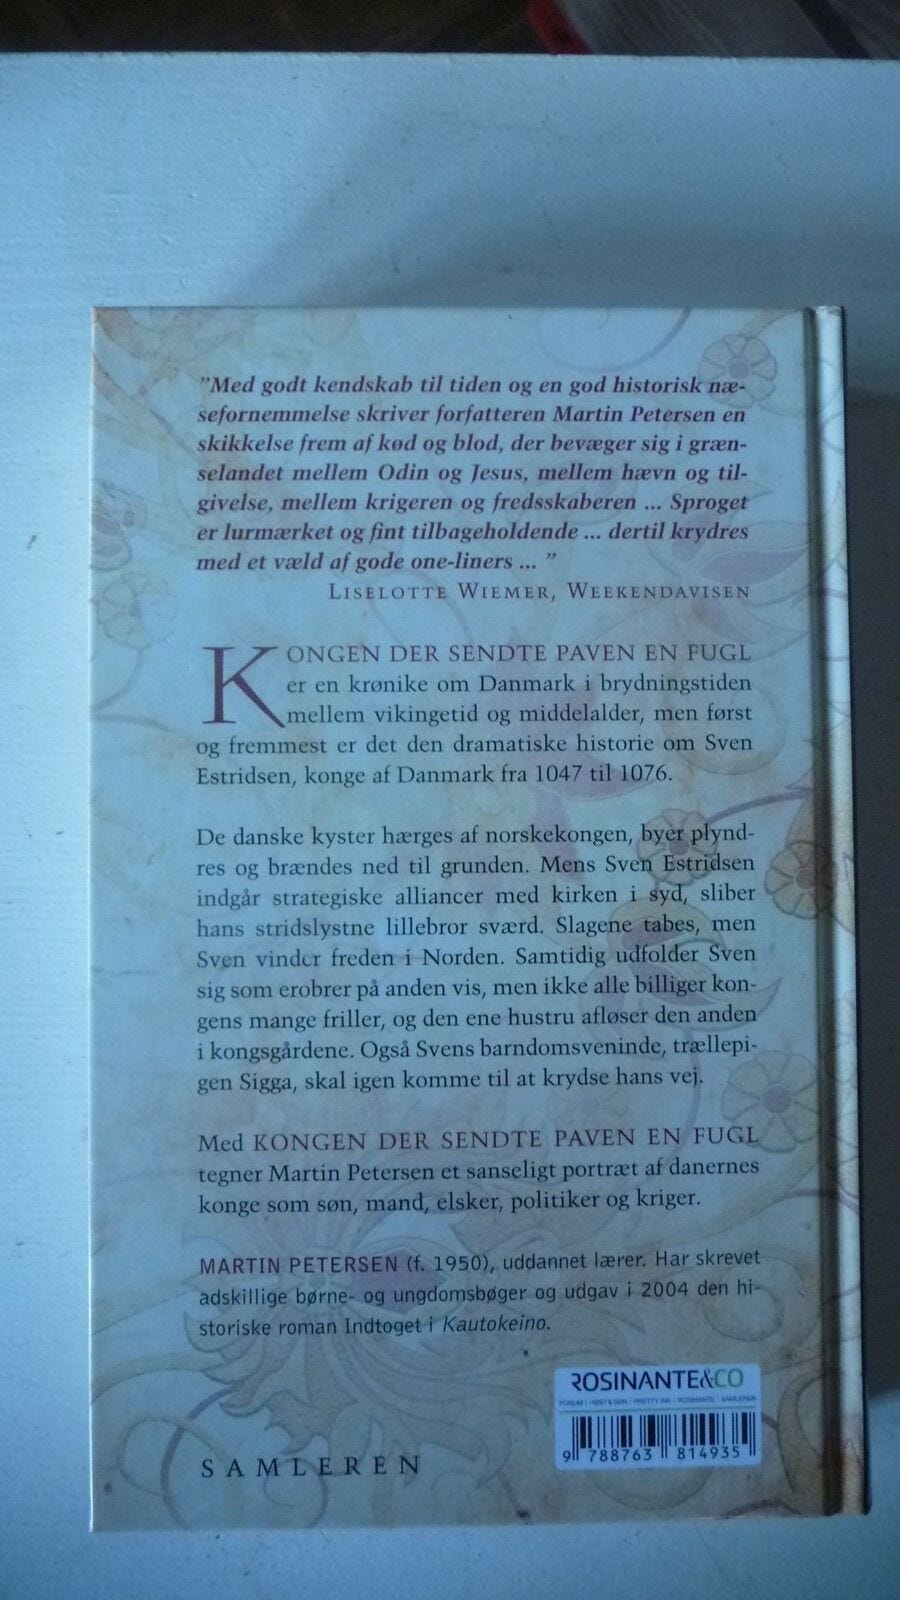 ”Med godt kendskab til tiden og en god historisk næ-
sefornemmelse skriver forfatteren Martin Petersen en
skikkelse frem af kød og blod, der bevæger sig i græn-
selandet mellem Odin og Jesus, mellem hævn og til-
givelse, mellem krigeren og fredsskaberen ... Sproget
er lurmærket og fint tilbageholdende ... dertil krydres
med et væld af gode one-liners ... ”
LISELOTTE WIEMER, WEEKENDAVISEN
KONGEN DER SENDTE PAVEN EN FUGL
er en krønike om Danmark i brydningstiden
mellem vikingetid og middelalder, men først
og fremmest er det den dramatiske historie om Sven
Estridsen, konge af Danmark fra 1047 til 1076.
De danske kyster hærges af norskekongen, byer plynd-
res og brændes ned til grunden. Mens Sven Estridsen
indgår strategiske alliancer med kirken i syd, sliber
hans stridslystne lillebror sværd. Slagene tabes, men
Sven vinder freden i Norden. Samtidig udfolder Sven
sig som erobrer på anden vis, men ikke alle billiger kon-
gens mange friller, og den ene hustru afløser den anden
i kongsgårdene. Også Svens barndomsveninde, trællepi-
gen Sigga, skal igen komme til at krydse hans vej.
Med KONGEN DER SENDTE PAVEN EN FUGL
tegner Martin Petersen et sanseligt portræt af danernes
konge som søn, mand, elsker, politiker og kriger.
MARTIN PETERSEN (f. 1950), uddannet lærer. Har skrevet
adskillige børne- og ungdomsbøger og udgav i 2004 den hi-
storiske roman Indtoget i Kautokeino.
ROSINANTE&CO
FORUM | HØST & SØN | PRETTY INK | ROSINANTE | SAMLEREN
9 788763 814935
SAMLEREN